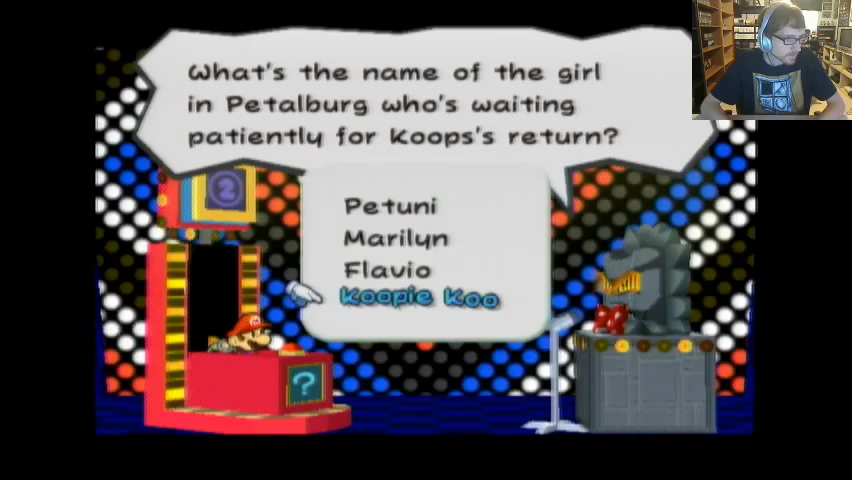 What's the name of the girl
in Petalburg who's waiting
patiently for Koops's return?
2
Petuni
Marilyn
Flavio
Koopie Koo
M
?